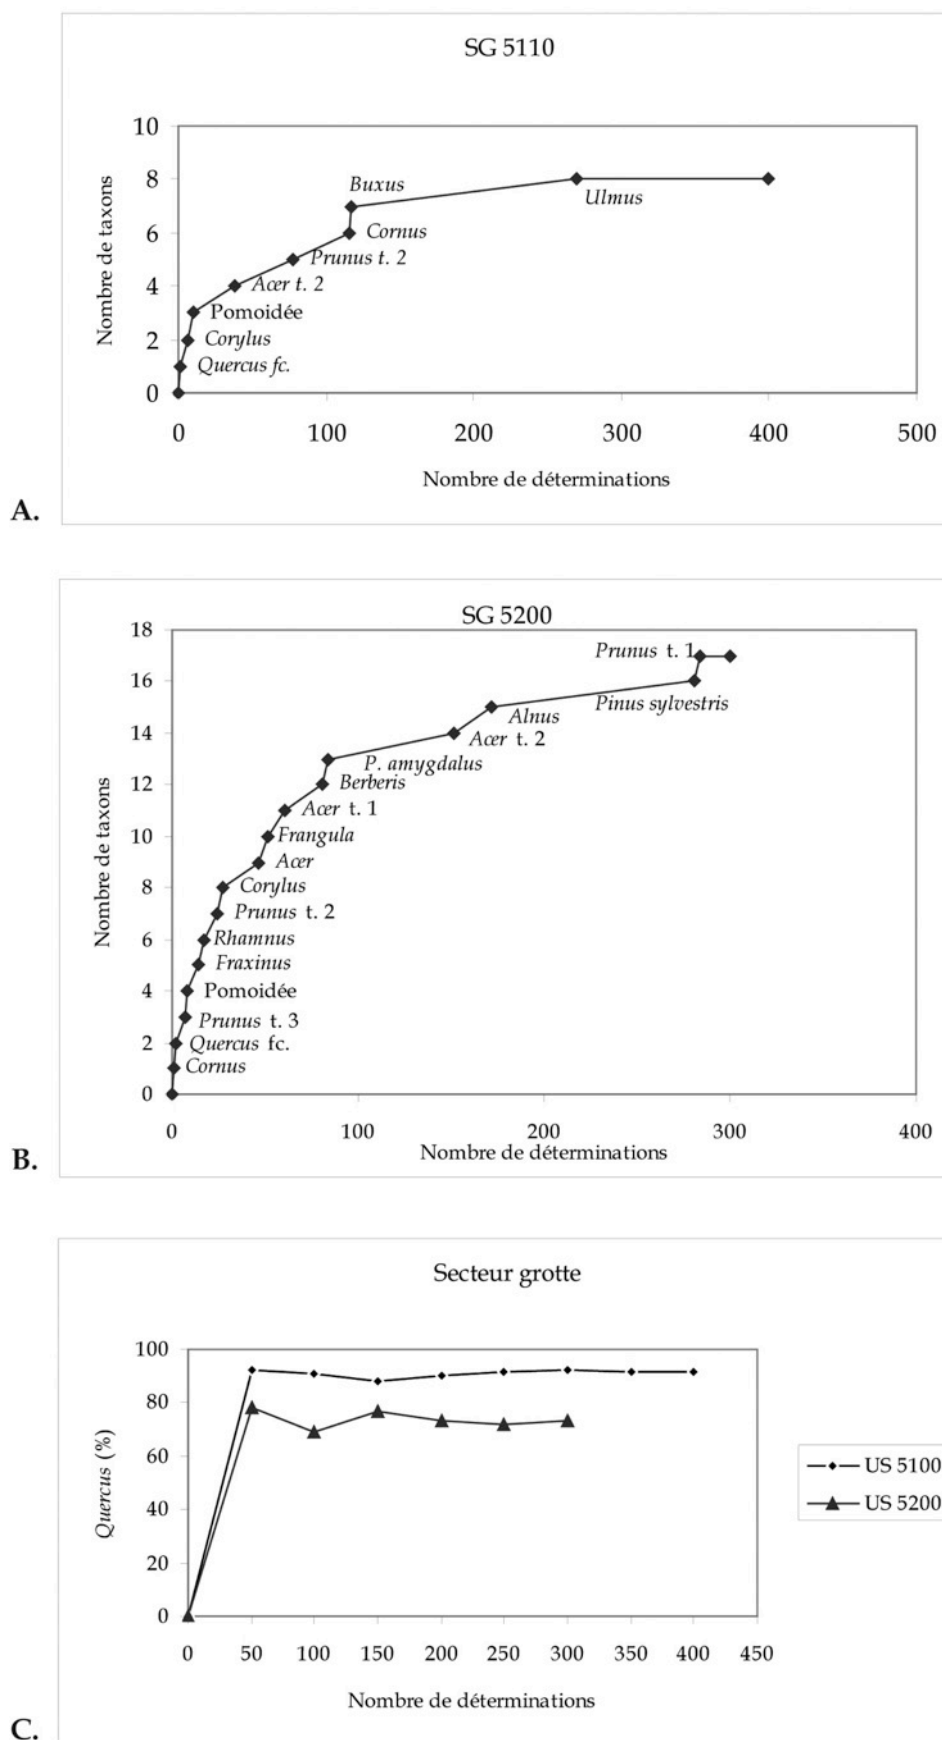 SG 5110
10
8
6
4
2
0
Nombre de taxons
Buxus
Ulmus
Cornus
Prunus t. 2
Acer t. 2
Pomoidée
Corylus
Quercus fc.
0 100 200 300 400 500
Nombre de déterminations
A.
SG 5200
18
16
14
12
10
8
6
4
2
0
Nombre de taxons
Prunus t. 1
Pinus sylvestris
Alnus
Acer t. 2
P. amygdalus
Berberis
Acer t. 1
Frangula
Acer
Corylus
Prunus t. 2
Rhamnus
Fraxinus
Pomoidée
Prunus t. 3
Quercus fc.
Cornus
0 100 200 300 400
Nombre de déterminations
B.
Secteur grotte
100
80
60
40
20
0
Quercus (%)
US 5100
US 5200
0 50 100 150 200 250 300 350 400 450
Nombre de déterminations
C.